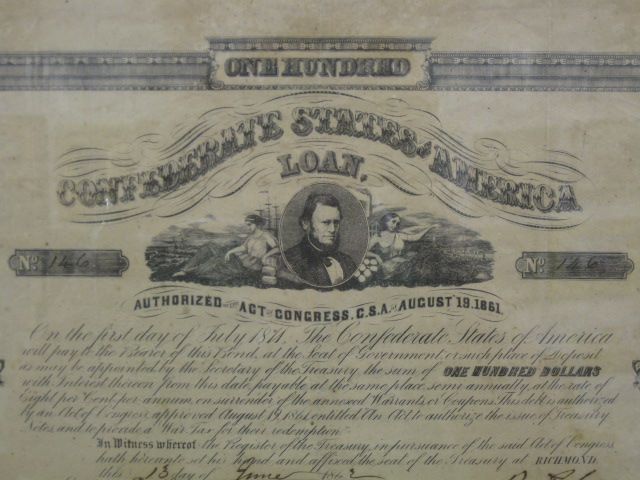 ONE HUNDRED
CONFEDERATE STATES OF AMERICA
LOAN,
No. 146
No. 146
AUTHORIZED BY THE ACT OF CONGRESS, C.S.A. OF AUGUST 19. 1861.
On the first day of July 1871, The Confederate States of America
will pay to the Bearer of this Bond, at the Seat of Government, or such place of Deposit
as may be appointed by the Secretary of the Treasury, the sum of ONE HUNDRED DOLLARS
with Interest thereon from this date, payable at the same place semi annually, at the rate of
Eight per Cent per annum, on surrender of the annexed Warrants or Coupons. This debt is authorized
by an Act of Congress approved August 19, 1861, entitled An Act to authorize the issue of Treasury
Notes, and to provide a War Tax for their redemption
In Witness whereof the Register of the Treasury, in pursuance of the said Act of Congress
hath hereunto set his hand and affixed the seal of the Treasury at RICHMOND,
this 13 day of June 1862